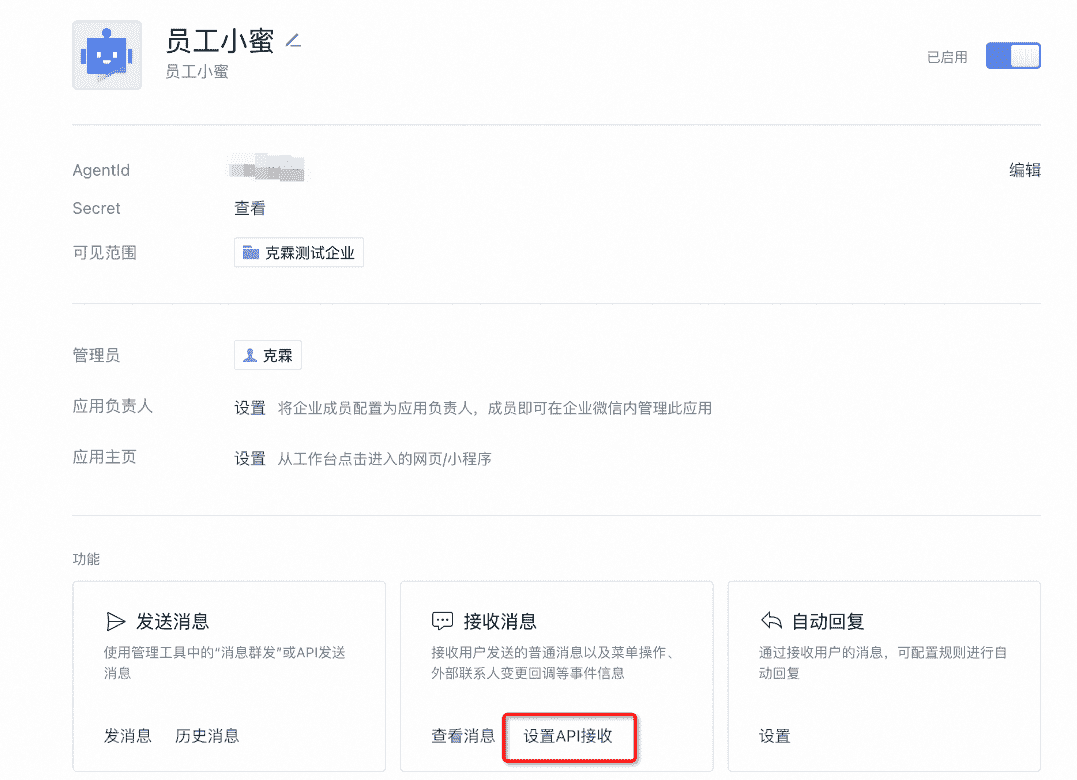 员工小蜜
员工小蜜
已启用
AgentId
编辑
Secret 查看
可见范围 克霖测试企业
管理员 克霖
应用负责人 设置 将企业成员配置为应用负责人，成员即可在企业微信内管理此应用
应用主页 设置 从工作台点击进入的网页/小程序
功能
发送消息
使用管理工具中的“消息群发”或API发送
消息
发消息 历史消息
接收消息
接收用户发送的普通消息以及菜单操作、
外部联系人变更回调等事件信息
查看消息 设置API接收
自动回复
通过接收用户的消息，可配置规则进行自
动回复
设置